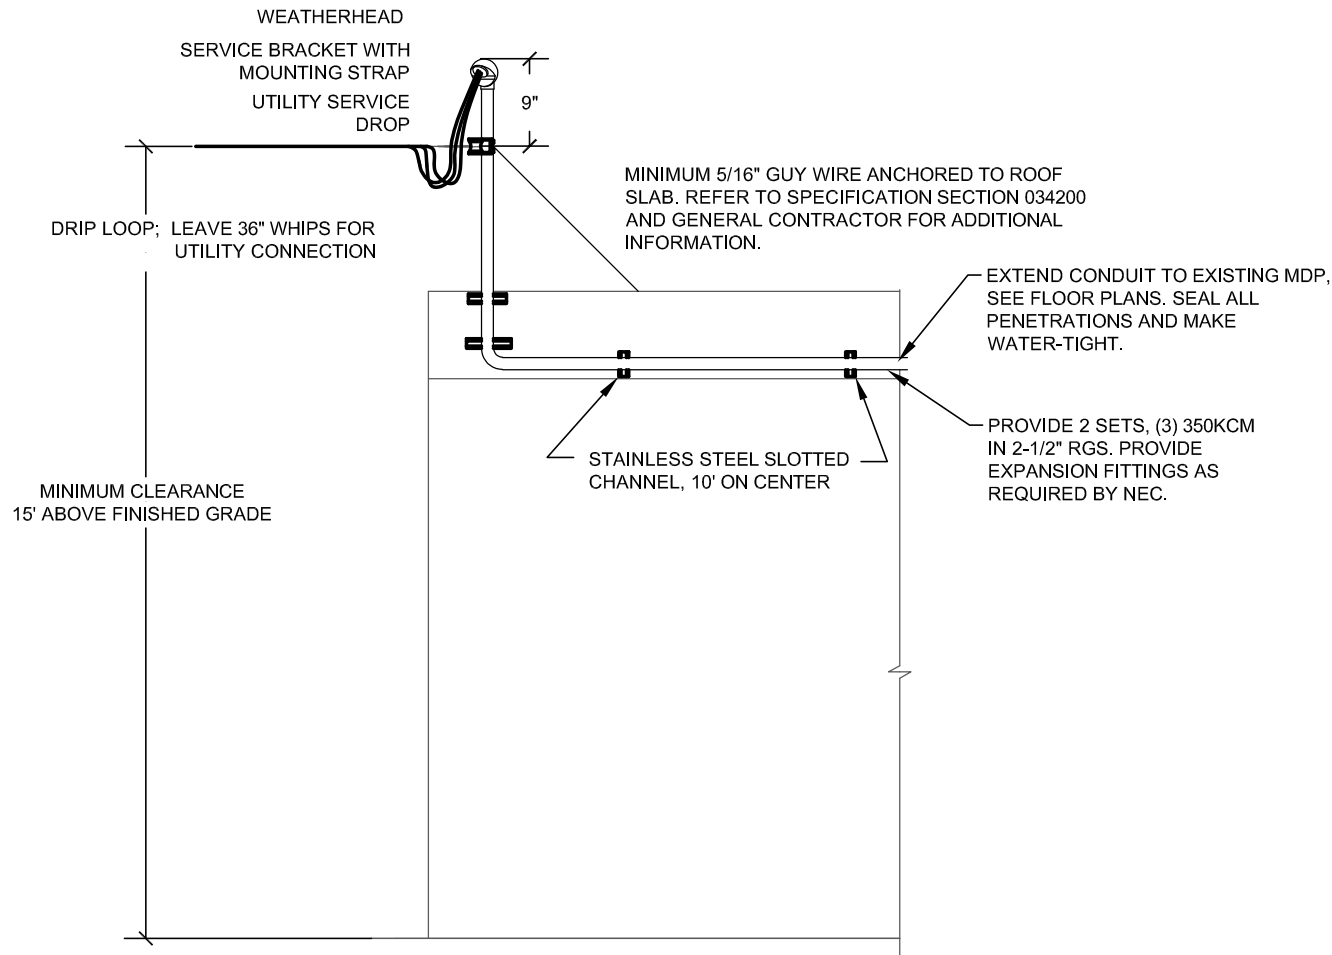 WEATHERHEAD
SERVICE BRACKET WITH
MOUNTING STRAP
UTILITY SERVICE
DROP
9"
MINIMUM 5/16" GUY WIRE ANCHORED TO ROOF
SLAB. REFER TO SPECIFICATION SECTION 034200
AND GENERAL CONTRACTOR FOR ADDITIONAL
INFORMATION.
DRIP LOOP; LEAVE 36" WHIPS FOR
UTILITY CONNECTION
EXTEND CONDUIT TO EXISTING MDP,
SEE FLOOR PLANS. SEAL ALL
PENETRATIONS AND MAKE
WATER-TIGHT.
PROVIDE 2 SETS, (3) 350KCM
IN 2-1/2" RGS. PROVIDE
EXPANSION FITTINGS AS
REQUIRED BY NEC.
STAINLESS STEEL SLOTTED
CHANNEL, 10' ON CENTER
MINIMUM CLEARANCE
15' ABOVE FINISHED GRADE